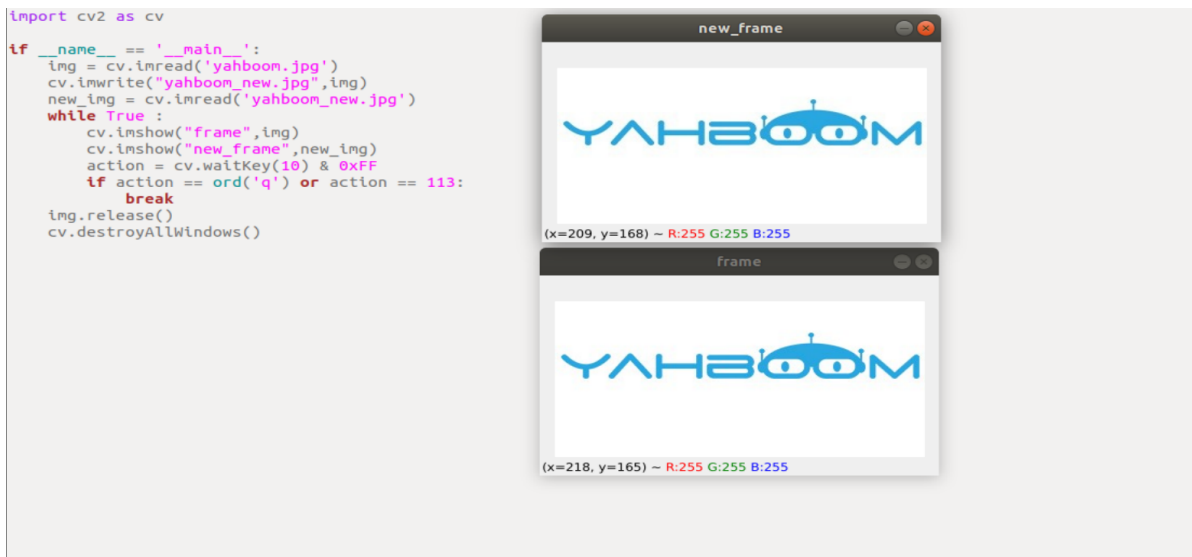 import cv2 as cv
if __name__ == '__main__':
    img = cv.imread('yahboom.jpg')
    cv.imwrite("yahboom_new.jpg",img)
    new_img = cv.imread('yahboom_new.jpg')
    while True :
        cv.imshow("frame",img)
        cv.imshow("new_frame",new_img)
        action = cv.waitKey(10) & 0xFF
        if action == ord('q') or action == 113:
            break
    img.release()
    cv.destroyAllWindows()
new_frame
YAHBOOM
(x=209, y=168) ~ R:255 G:255 B:255
frame
YAHBOOM
(x=218, y=165) ~ R:255 G:255 B:255